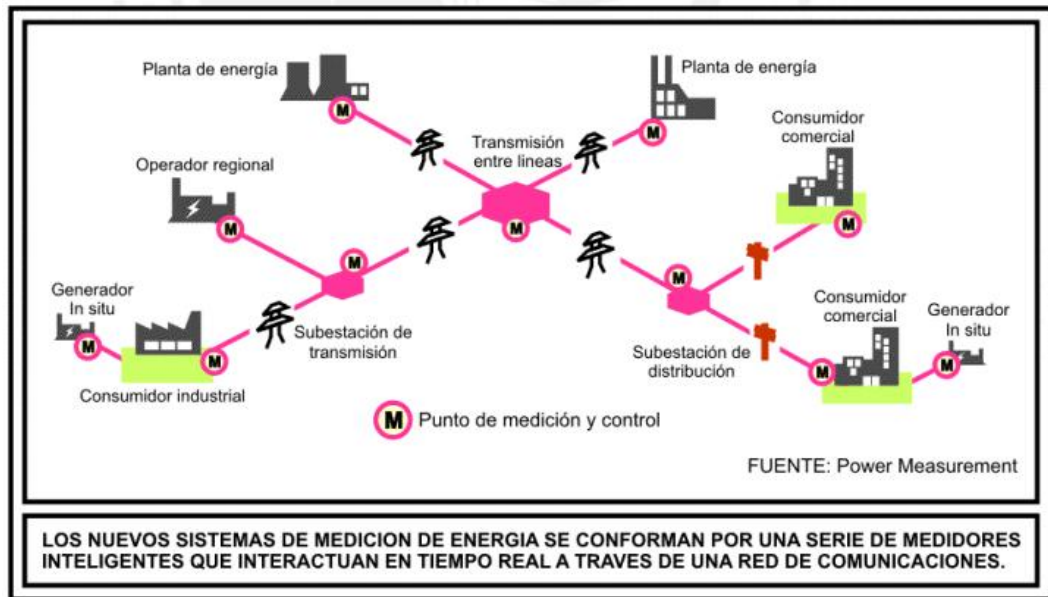 Planta de energía
Planta de energía
Transmisión
entre lineas
Consumidor
comercial
Operador regional
M
M
M
M
M
M
M
Generador
In situ
M
M
Consumidor industrial
Subestación de
transmisión
Subestación de
distribución
Consumidor
comercial
M
Generador
In situ
M
M Punto de medición y control
FUENTE: Power Measurement
LOS NUEVOS SISTEMAS DE MEDICION DE ENERGIA SE CONFORMAN POR UNA SERIE DE MEDIDORES
INTELIGENTES QUE INTERACTUAN EN TIEMPO REAL A TRAVES DE UNA RED DE COMUNICACIONES.